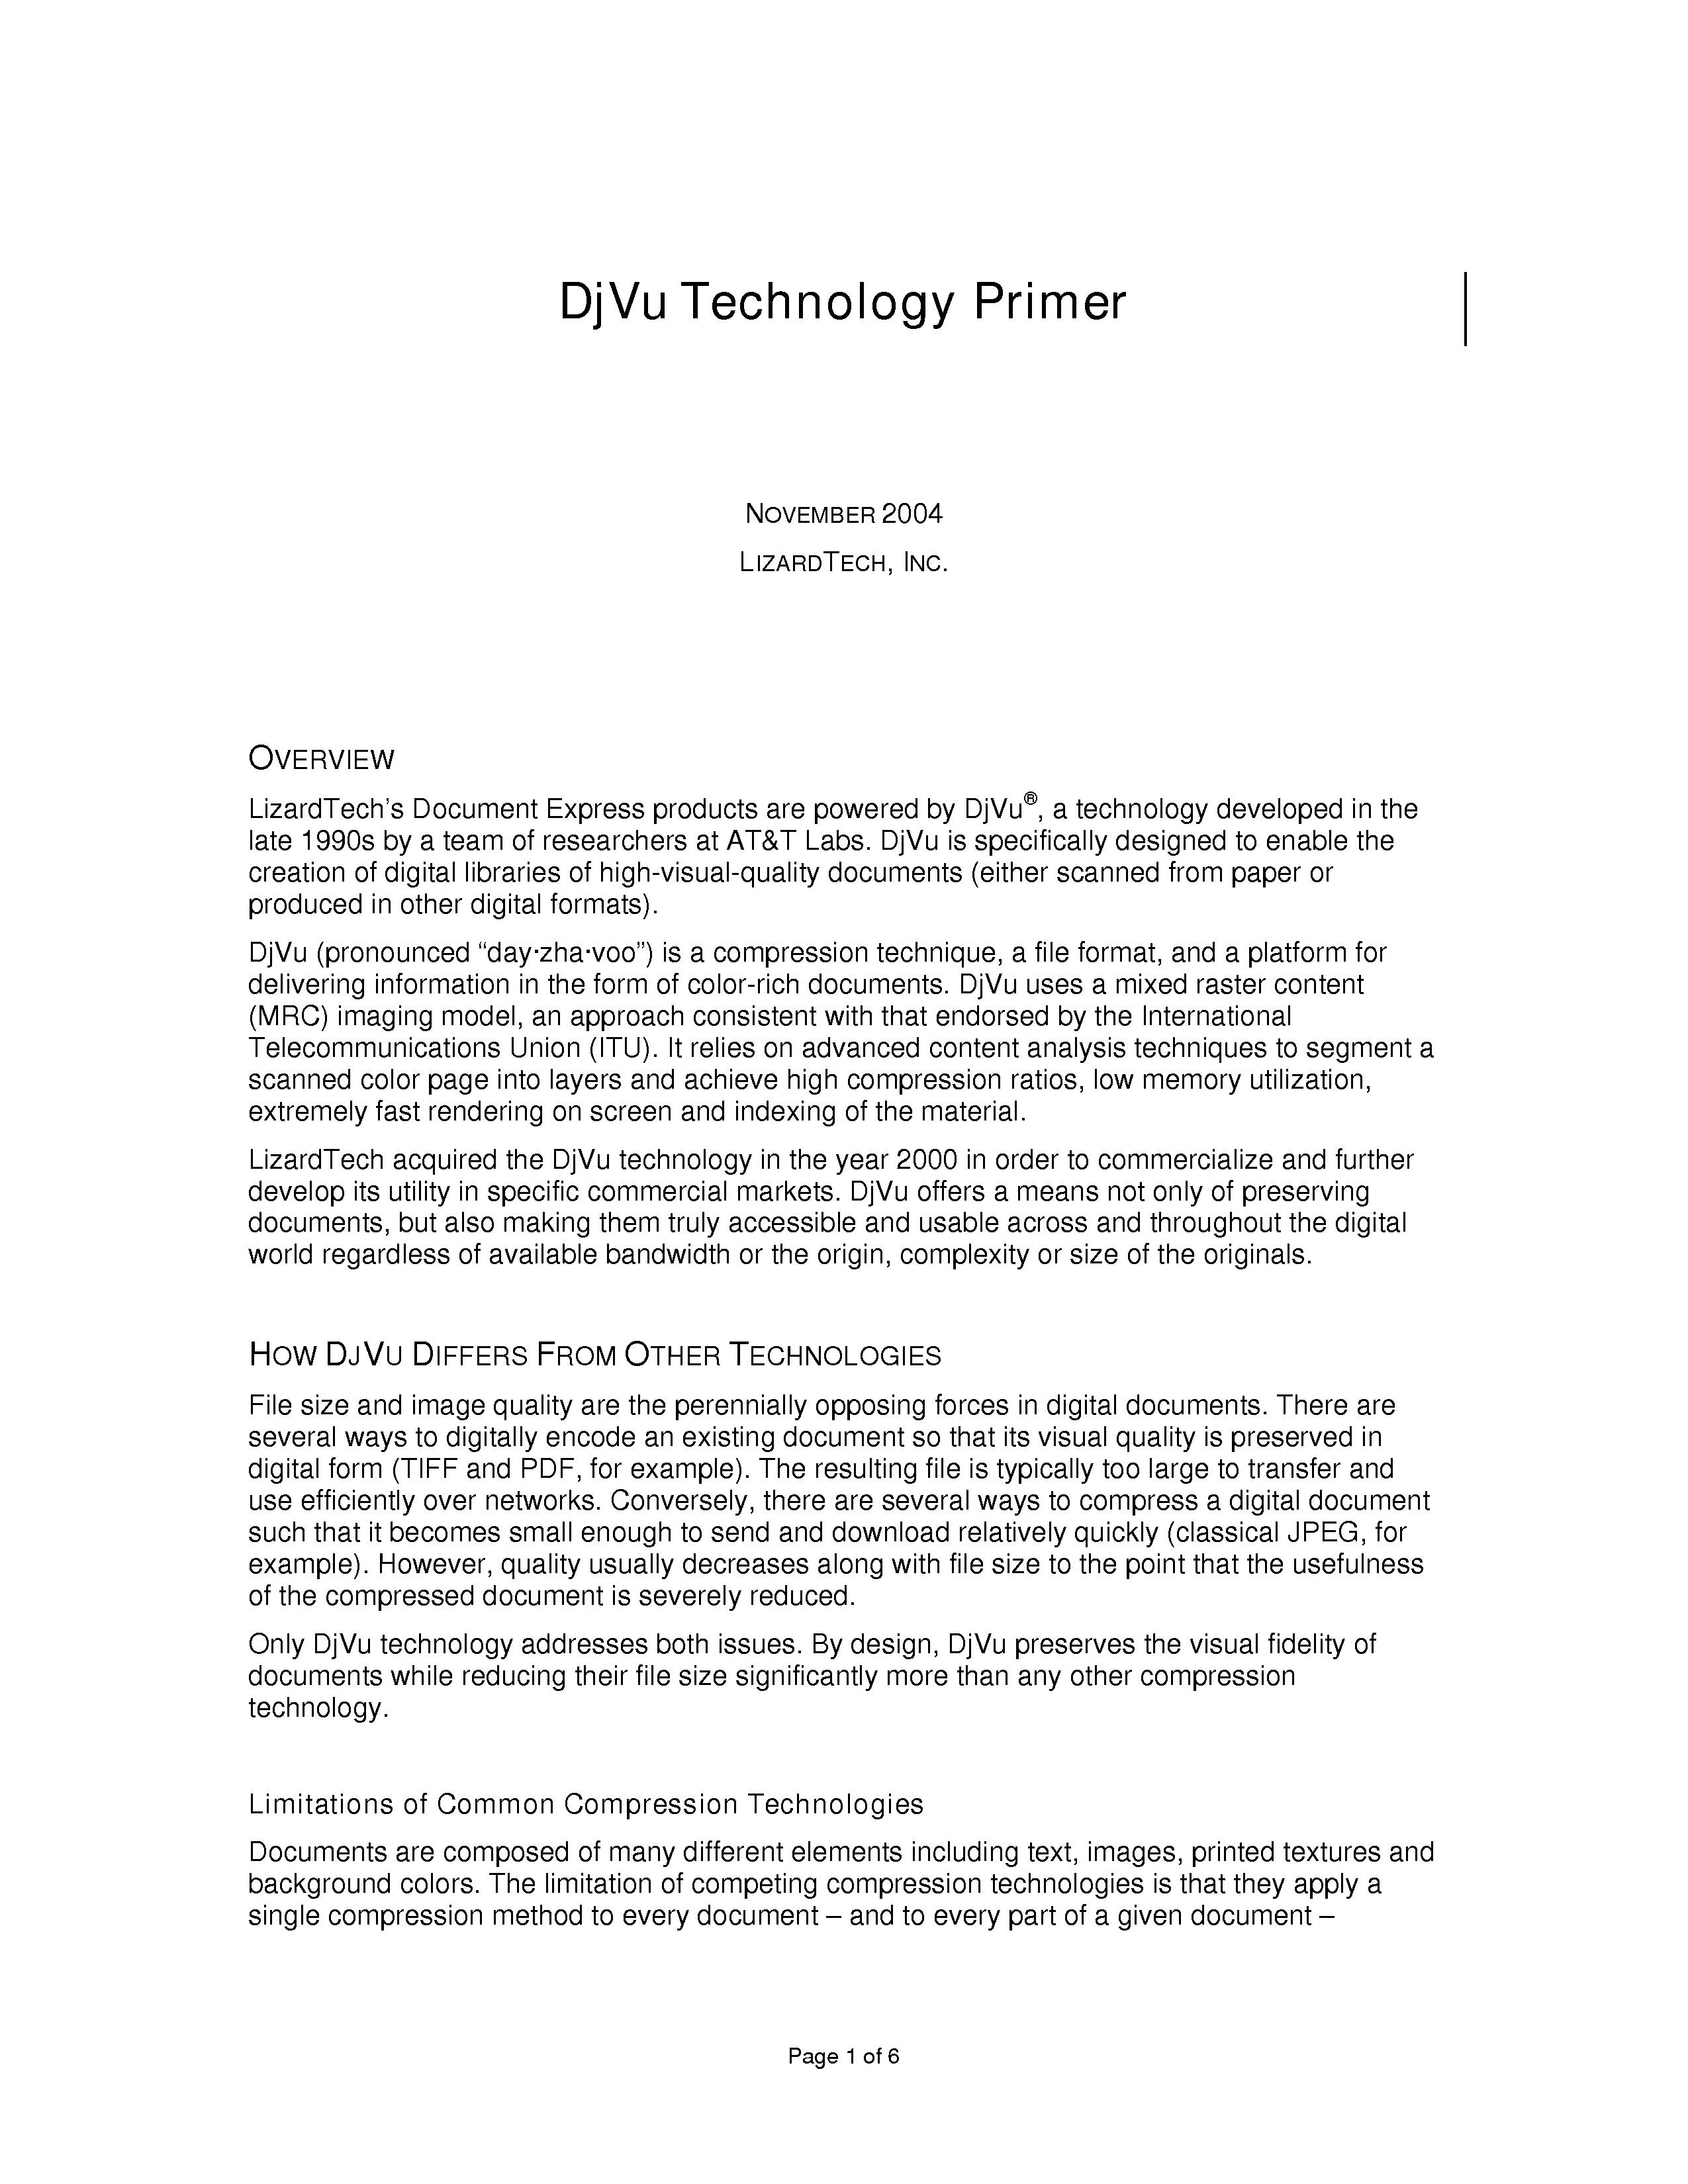 DjVu Technology Primer
NOVEMBER 2004
LIZARDTECH, INC.
OVERVIEW
LizardTech’s Document Express products are powered by DjVu®, a technology developed in the
late 1990s by a team of researchers at AT&T Labs. DjVu is specifically designed to enable the
creation of digital libraries of high-visual-quality documents (either scanned from paper or
produced in other digital formats).
DjVu (pronounced “day·zha·voo”) is a compression technique, a file format, and a platform for
delivering information in the form of color-rich documents. DjVu uses a mixed raster content
(MRC) imaging model, an approach consistent with that endorsed by the International
Telecommunications Union (ITU). It relies on advanced content analysis techniques to segment a
scanned color page into layers and achieve high compression ratios, low memory utilization,
extremely fast rendering on screen and indexing of the material.
LizardTech acquired the DjVu technology in the year 2000 in order to commercialize and further
develop its utility in specific commercial markets. DjVu offers a means not only of preserving
documents, but also making them truly accessible and usable across and throughout the digital
world regardless of available bandwidth or the origin, complexity or size of the originals.
HOW DJVU DIFFERS FROM OTHER TECHNOLOGIES
File size and image quality are the perennially opposing forces in digital documents. There are
several ways to digitally encode an existing document so that its visual quality is preserved in
digital form (TIFF and PDF, for example). The resulting file is typically too large to transfer and
use efficiently over networks. Conversely, there are several ways to compress a digital document
such that it becomes small enough to send and download relatively quickly (classical JPEG, for
example). However, quality usually decreases along with file size to the point that the usefulness
of the compressed document is severely reduced.
Only DjVu technology addresses both issues. By design, DjVu preserves the visual fidelity of
documents while reducing their file size significantly more than any other compression
technology.
Limitations of Common Compression Technologies
Documents are composed of many different elements including text, images, printed textures and
background colors. The limitation of competing compression technologies is that they apply a
single compression method to every document – and to every part of a given document –
Page 1 of 6